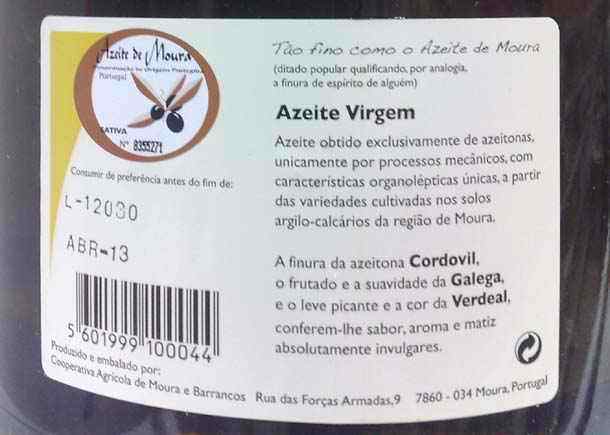 Azeite de Moura
Denominação de Origem Protegida
Portugal
SATIVA
Nº 8355271
Consumir de preferência antes do fim de:
L-12080
ABR-13
5 601999 100044
Produzido e embalado por:
Cooperativa Agrícola de Moura e Barrancos Rua das Forças Armadas,9 7860 - 034 Moura, Portugal
Tão fino como o Azeite de Moura
(ditado popular qualificando, por analogia,
a finura de espírito de alguém)
Azeite Virgem
Azeite obtido exclusivamente de azeitonas,
unicamente por processos mecânicos, com
características organolépticas únicas, a partir
das variedades cultivadas nos solos
argilo-calcários da região de Moura.
A finura da azeitona Cordovil,
o frutado e a suavidade da Galega,
e o leve picante e a cor da Verdeal,
conferem-lhe sabor, aroma e matiz
absolutamente invulgares.